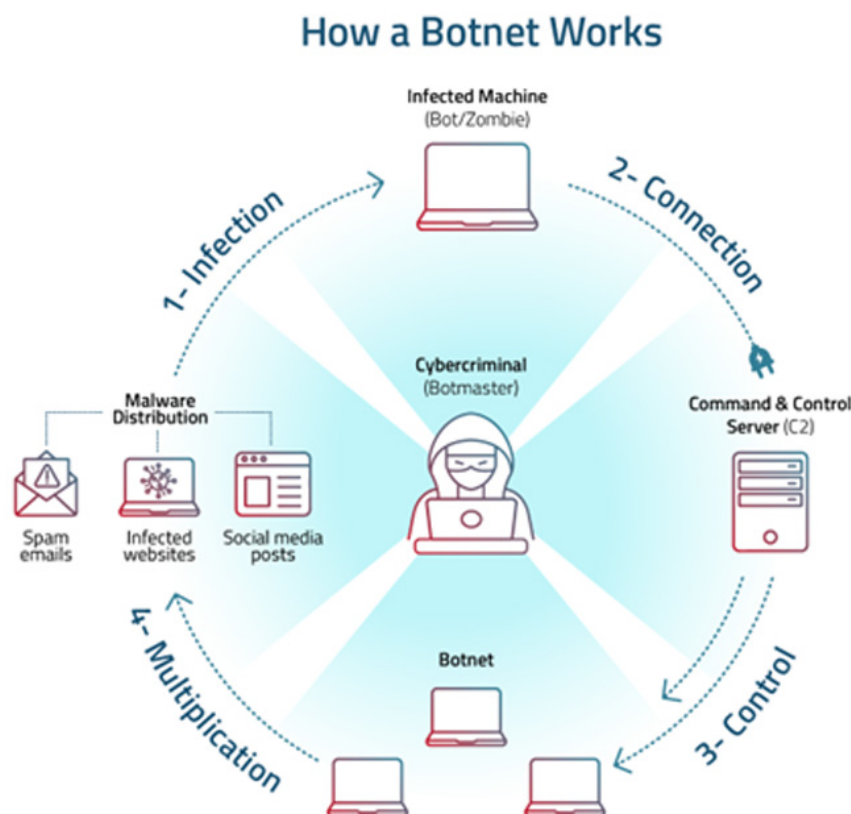 How a Botnet Works
Infected Machine
(Bot/Zombie)
1- Infection
2- Connection
Cybercriminal
(Botmaster)
Malware
Distribution
Command & Control
Server (C2)
Spam
emails
Infected
websites
Social media
posts
Botnet
4- Multiplication
3- Control